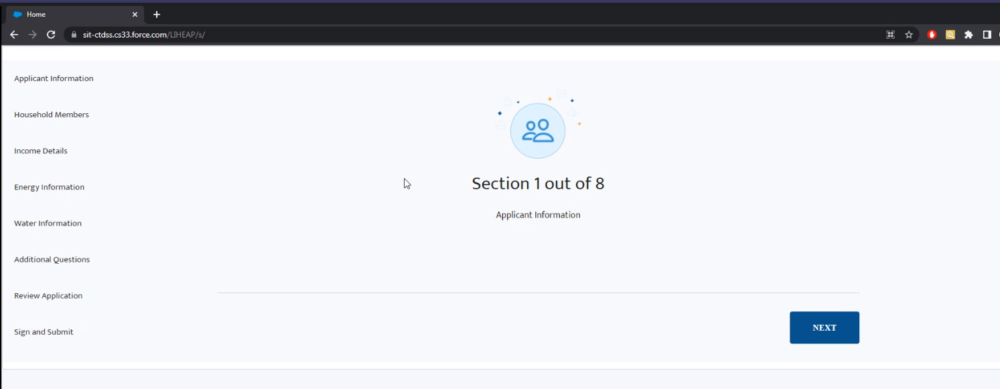 Home
sit-ctdss.cs33.force.com/LIHEAP/s/
Applicant Information
Household Members
Income Details
Energy Information
Water Information
Additional Questions
Review Application
Sign and Submit
Section 1 out of 8
Applicant Information
NEXT